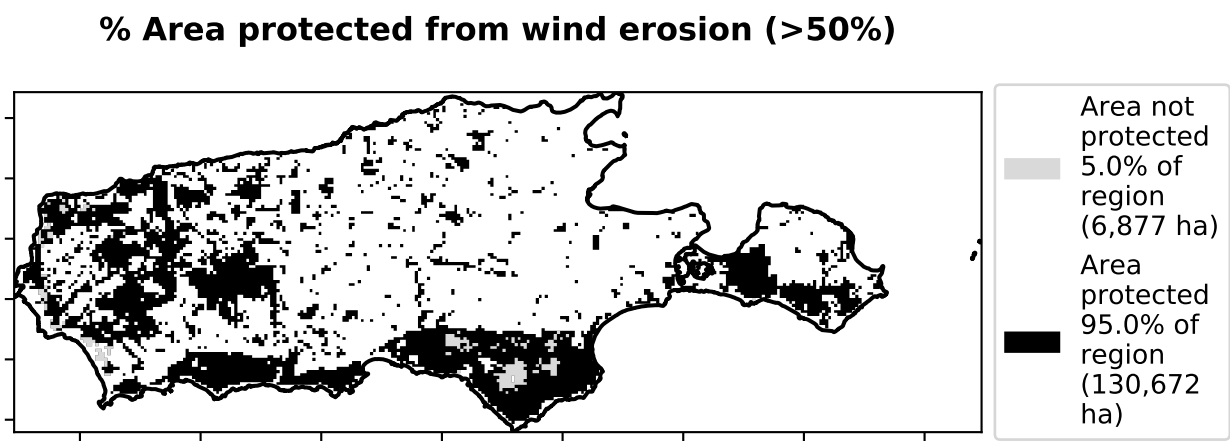 % Area protected from wind erosion (>50%)
Area not
protected
5.0% of
region
(6,877 ha)
Area
protected
95.0% of
region
(130,672
ha)